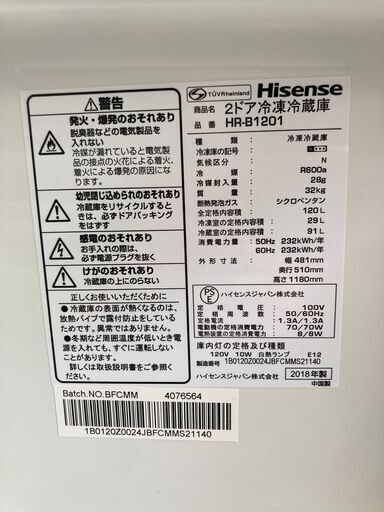 ⚠警告
発火・爆発のおそれあり
脱臭器などの電気製品を
入れない
冷媒が漏れていると電気製
品の接点の火花による着火
により、発火・爆発の原因に
なります。
幼児閉じ込められのおそれあり
冷蔵庫をリサイクルすると
きは、必ずドアパッキング
をはずす
感電のおそれあり
お手入れの際は、
必ず電源プラグを抜く
けがのおそれあり
冷蔵庫の上にのらない
正しくお使いいただくために
●冷蔵庫の表面が熱くなるのは、
放熱パイプで露付き防止してい
ます。異常ではありません。
●冬期など周囲温度が低いときで
もすぐに運転しない
ことがあります。
詳しくは取扱説明書をご覧ください
Batch.NO.BFCMM 4076564
1B0120Z0024JBFCMMS21140
TÜVRheinland Hisense
商品名 2ドア冷凍冷蔵庫
品番 HR-B1201
種類 : 冷凍冷蔵庫
冷凍庫の記号 :
気候区分 : N
冷媒 : R600a
冷媒封入量 : 28g
質量 : 32kg
断熱発泡ガス : シクロペンタン
全定格内容積 : 120L
冷凍室の定格内容積 : 29L
冷蔵室の定格内容積 : 91L
消費電力量 : 50Hz 232kWh/年
60Hz 232kWh/年
外形寸法 : 幅 481mm
奥行 510mm
高さ 1180mm
PSE ハイセンスジャパン株式会社
定格電圧 : 100V
定格周波数 : 50/60Hz
定格電流 : 1.3A/1.3A
電動機の定格消費電力 : 70/70W
電熱装置の定格消費電力 : 8/8W
庫内灯の定格及び種類
120V 10W 白熱ランプ E12
製造番号 1B0120Z0024JBFCMMS21140
ハイセンスジャパン株式会社 2018年製
中国製